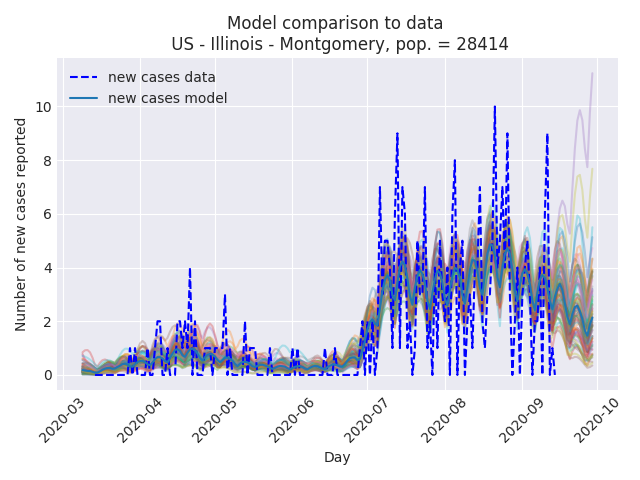 Model comparison to data
US - Illinois - Montgomery, pop. = 28414
new cases data
new cases model
Number of new cases reported
10
8
6
4
2
0
2020-03
2020-04
2020-05
2020-06
2020-07
2020-08
2020-09
2020-10
Day